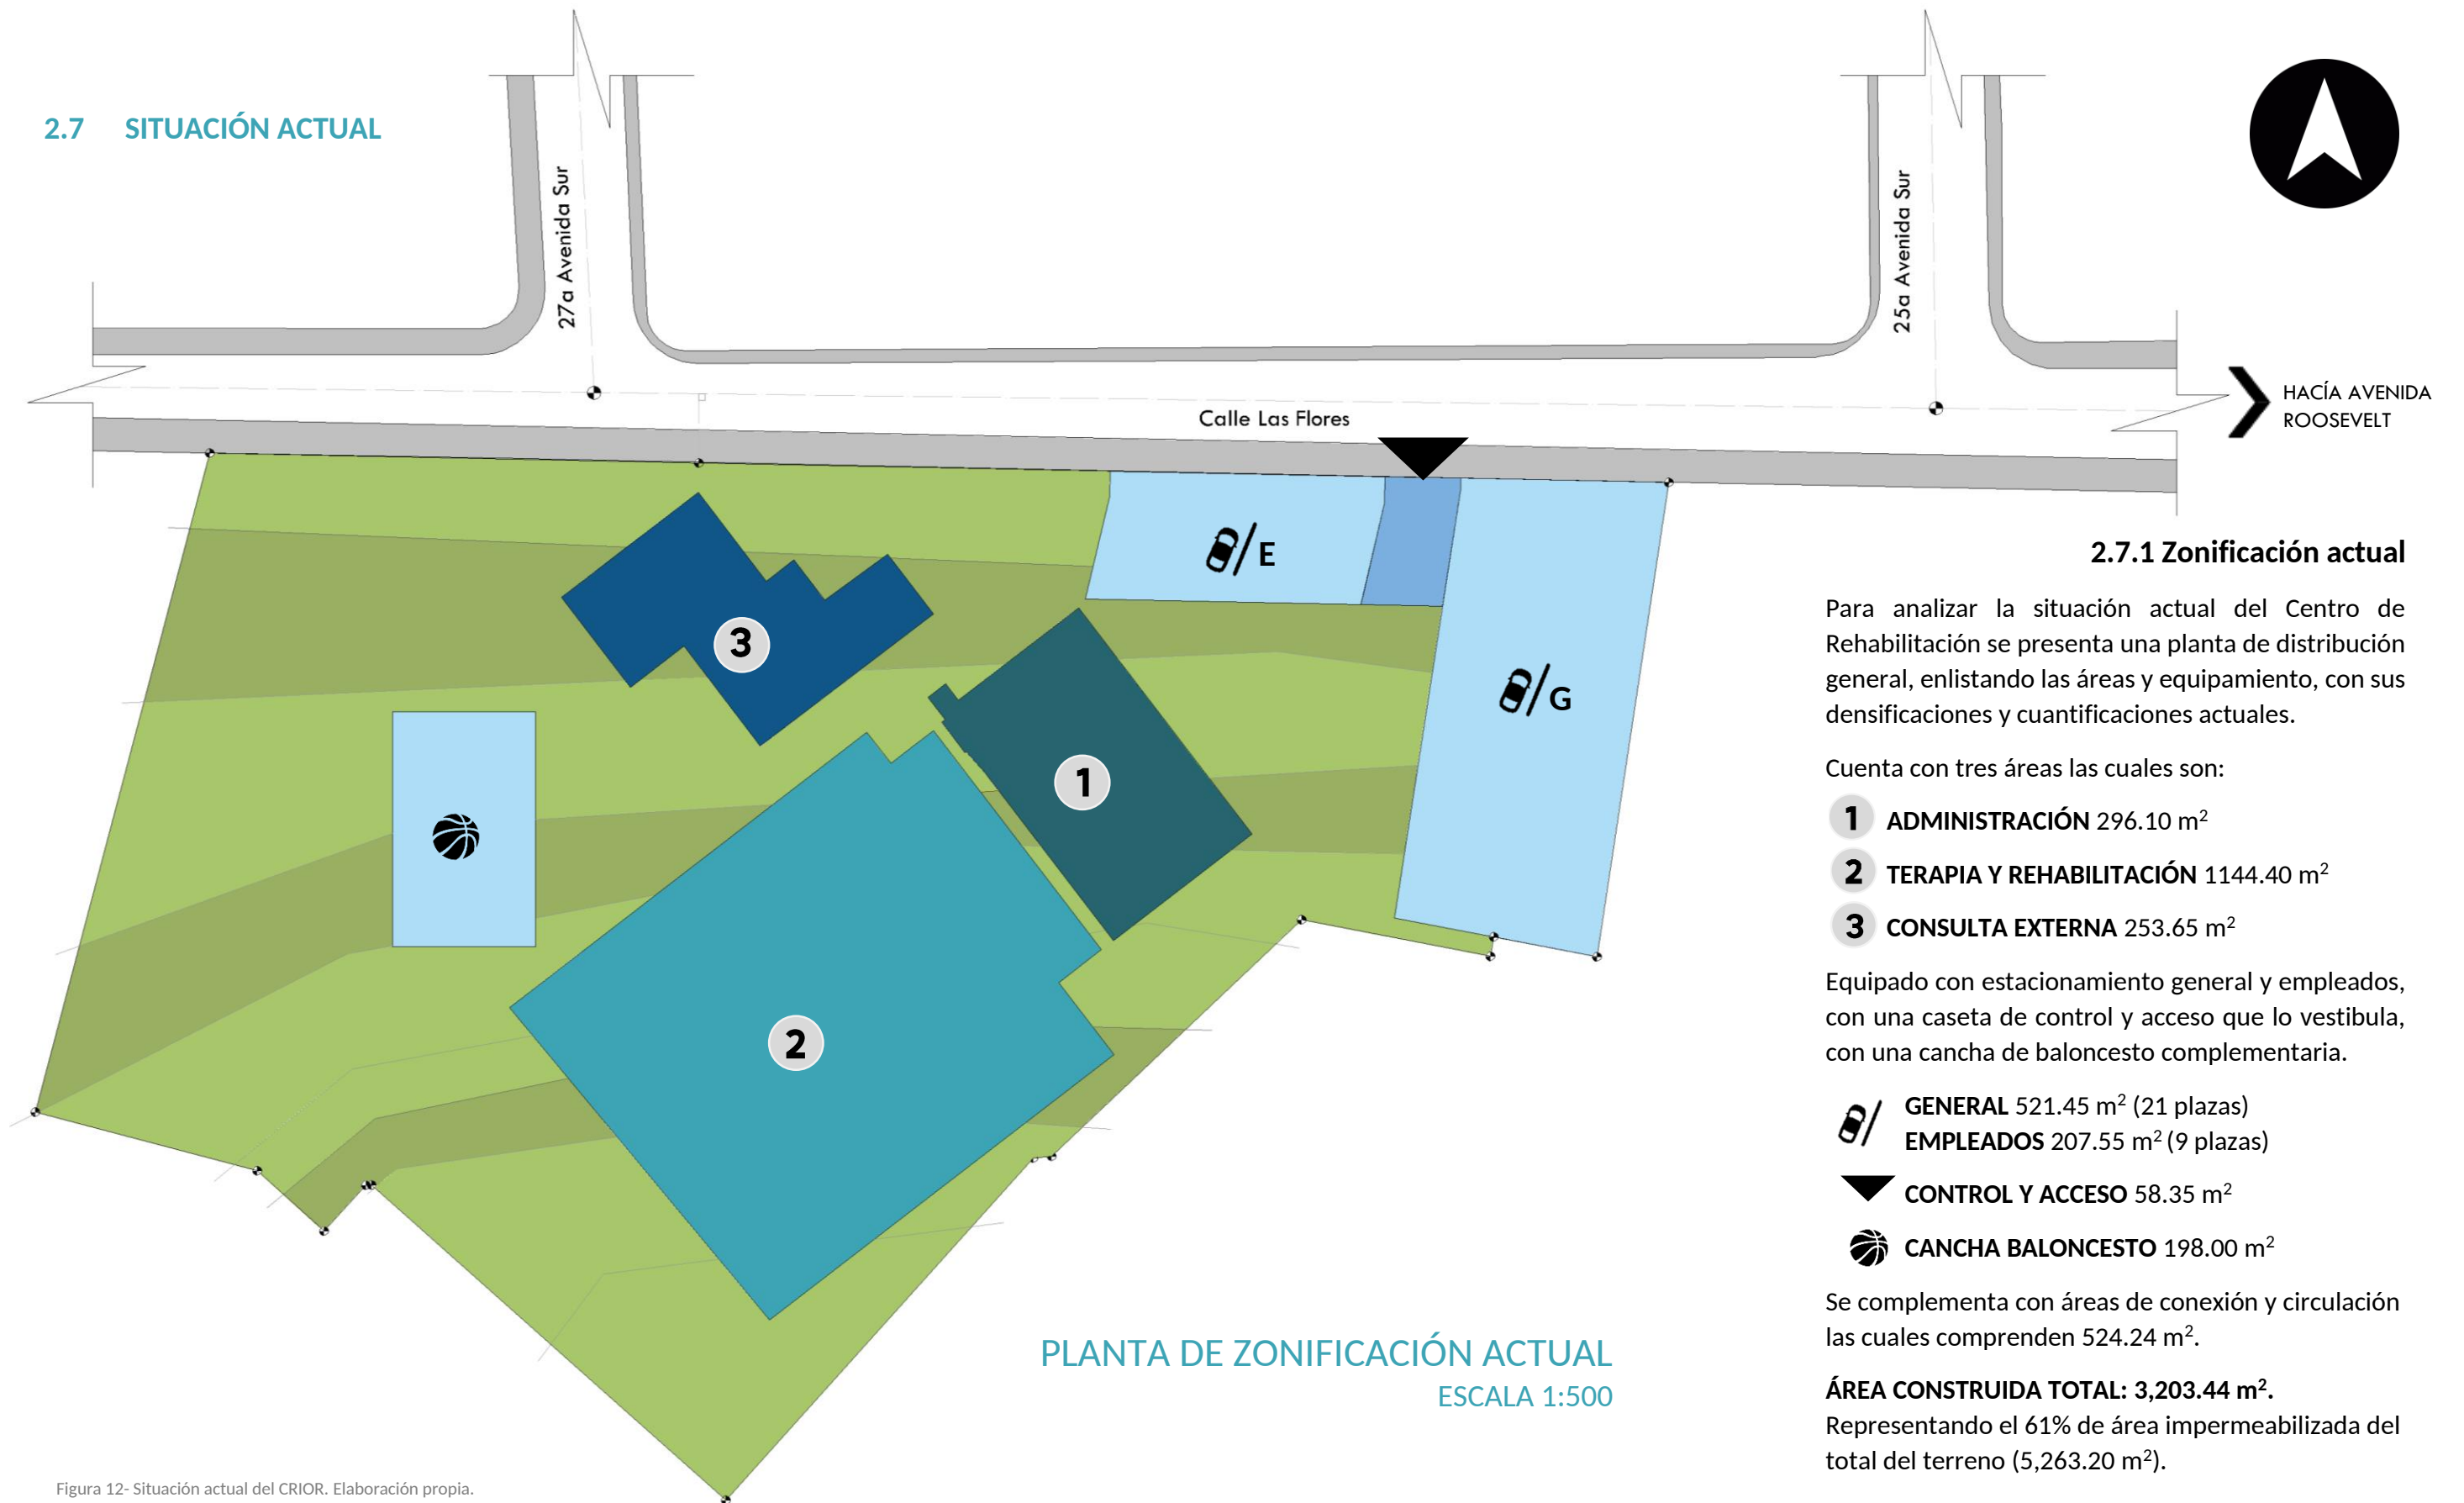 2.7 SITUACIÓN ACTUAL
27a Avenida Sur
25a Avenida Sur
HACÍA AVENIDA
ROOSEVELT
Calle Las Flores
E
G
3
1
2
2.7.1 Zonificación actual
Para analizar la situación actual del Centro de
Rehabilitación se presenta una planta de distribución
general, enlistando las áreas y equipamiento, con sus
densificaciones y cuantificaciones actuales.
Cuenta con tres áreas las cuales son:
1 ADMINISTRACIÓN 296.10 m²
2 TERAPIA Y REHABILITACIÓN 1144.40 m²
3 CONSULTA EXTERNA 253.65 m²
Equipado con estacionamiento general y empleados,
con una caseta de control y acceso que lo vestibula,
con una cancha de baloncesto complementaria.
GENERAL 521.45 m² (21 plazas)
EMPLEADOS 207.55 m² (9 plazas)
CONTROL Y ACCESO 58.35 m²
CANCHA BALONCESTO 198.00 m²
Se complementa con áreas de conexión y circulación
las cuales comprenden 524.24 m².
ÁREA CONSTRUIDA TOTAL: 3,203.44 m².
Representando el 61% de área impermeabilizada del
total del terreno (5,263.20 m²).
PLANTA DE ZONIFICACIÓN ACTUAL
ESCALA 1:500
Figura 12- Situación actual del CRIOR. Elaboración propia.